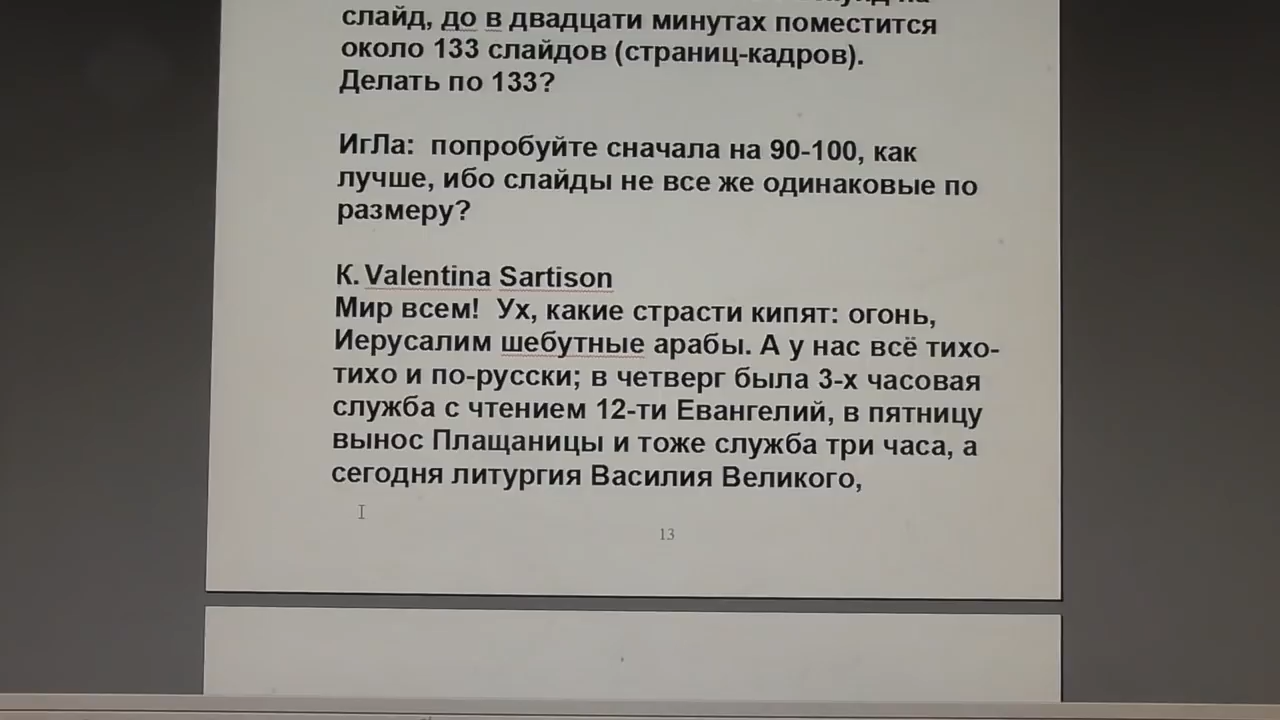 слайд, до в двадцати минутах поместится
около 133 слайдов (страниц-кадров).
Делать по 133?
ИгЛа: попробуйте сначала на 90-100, как
лучше, ибо слайды не все же одинаковые по
размеру?
К. Valentina Sartison
Мир всем! Ух, какие страсти кипят: огонь,
Иерусалим шебутные арабы. А у нас всё тихо-
тихо и по-русски; в четверг была 3-х часовая
служба с чтением 12-ти Евангелий, в пятницу
вынос Плащаницы и тоже служба три часа, а
сегодня литургия Василия Великого,
13